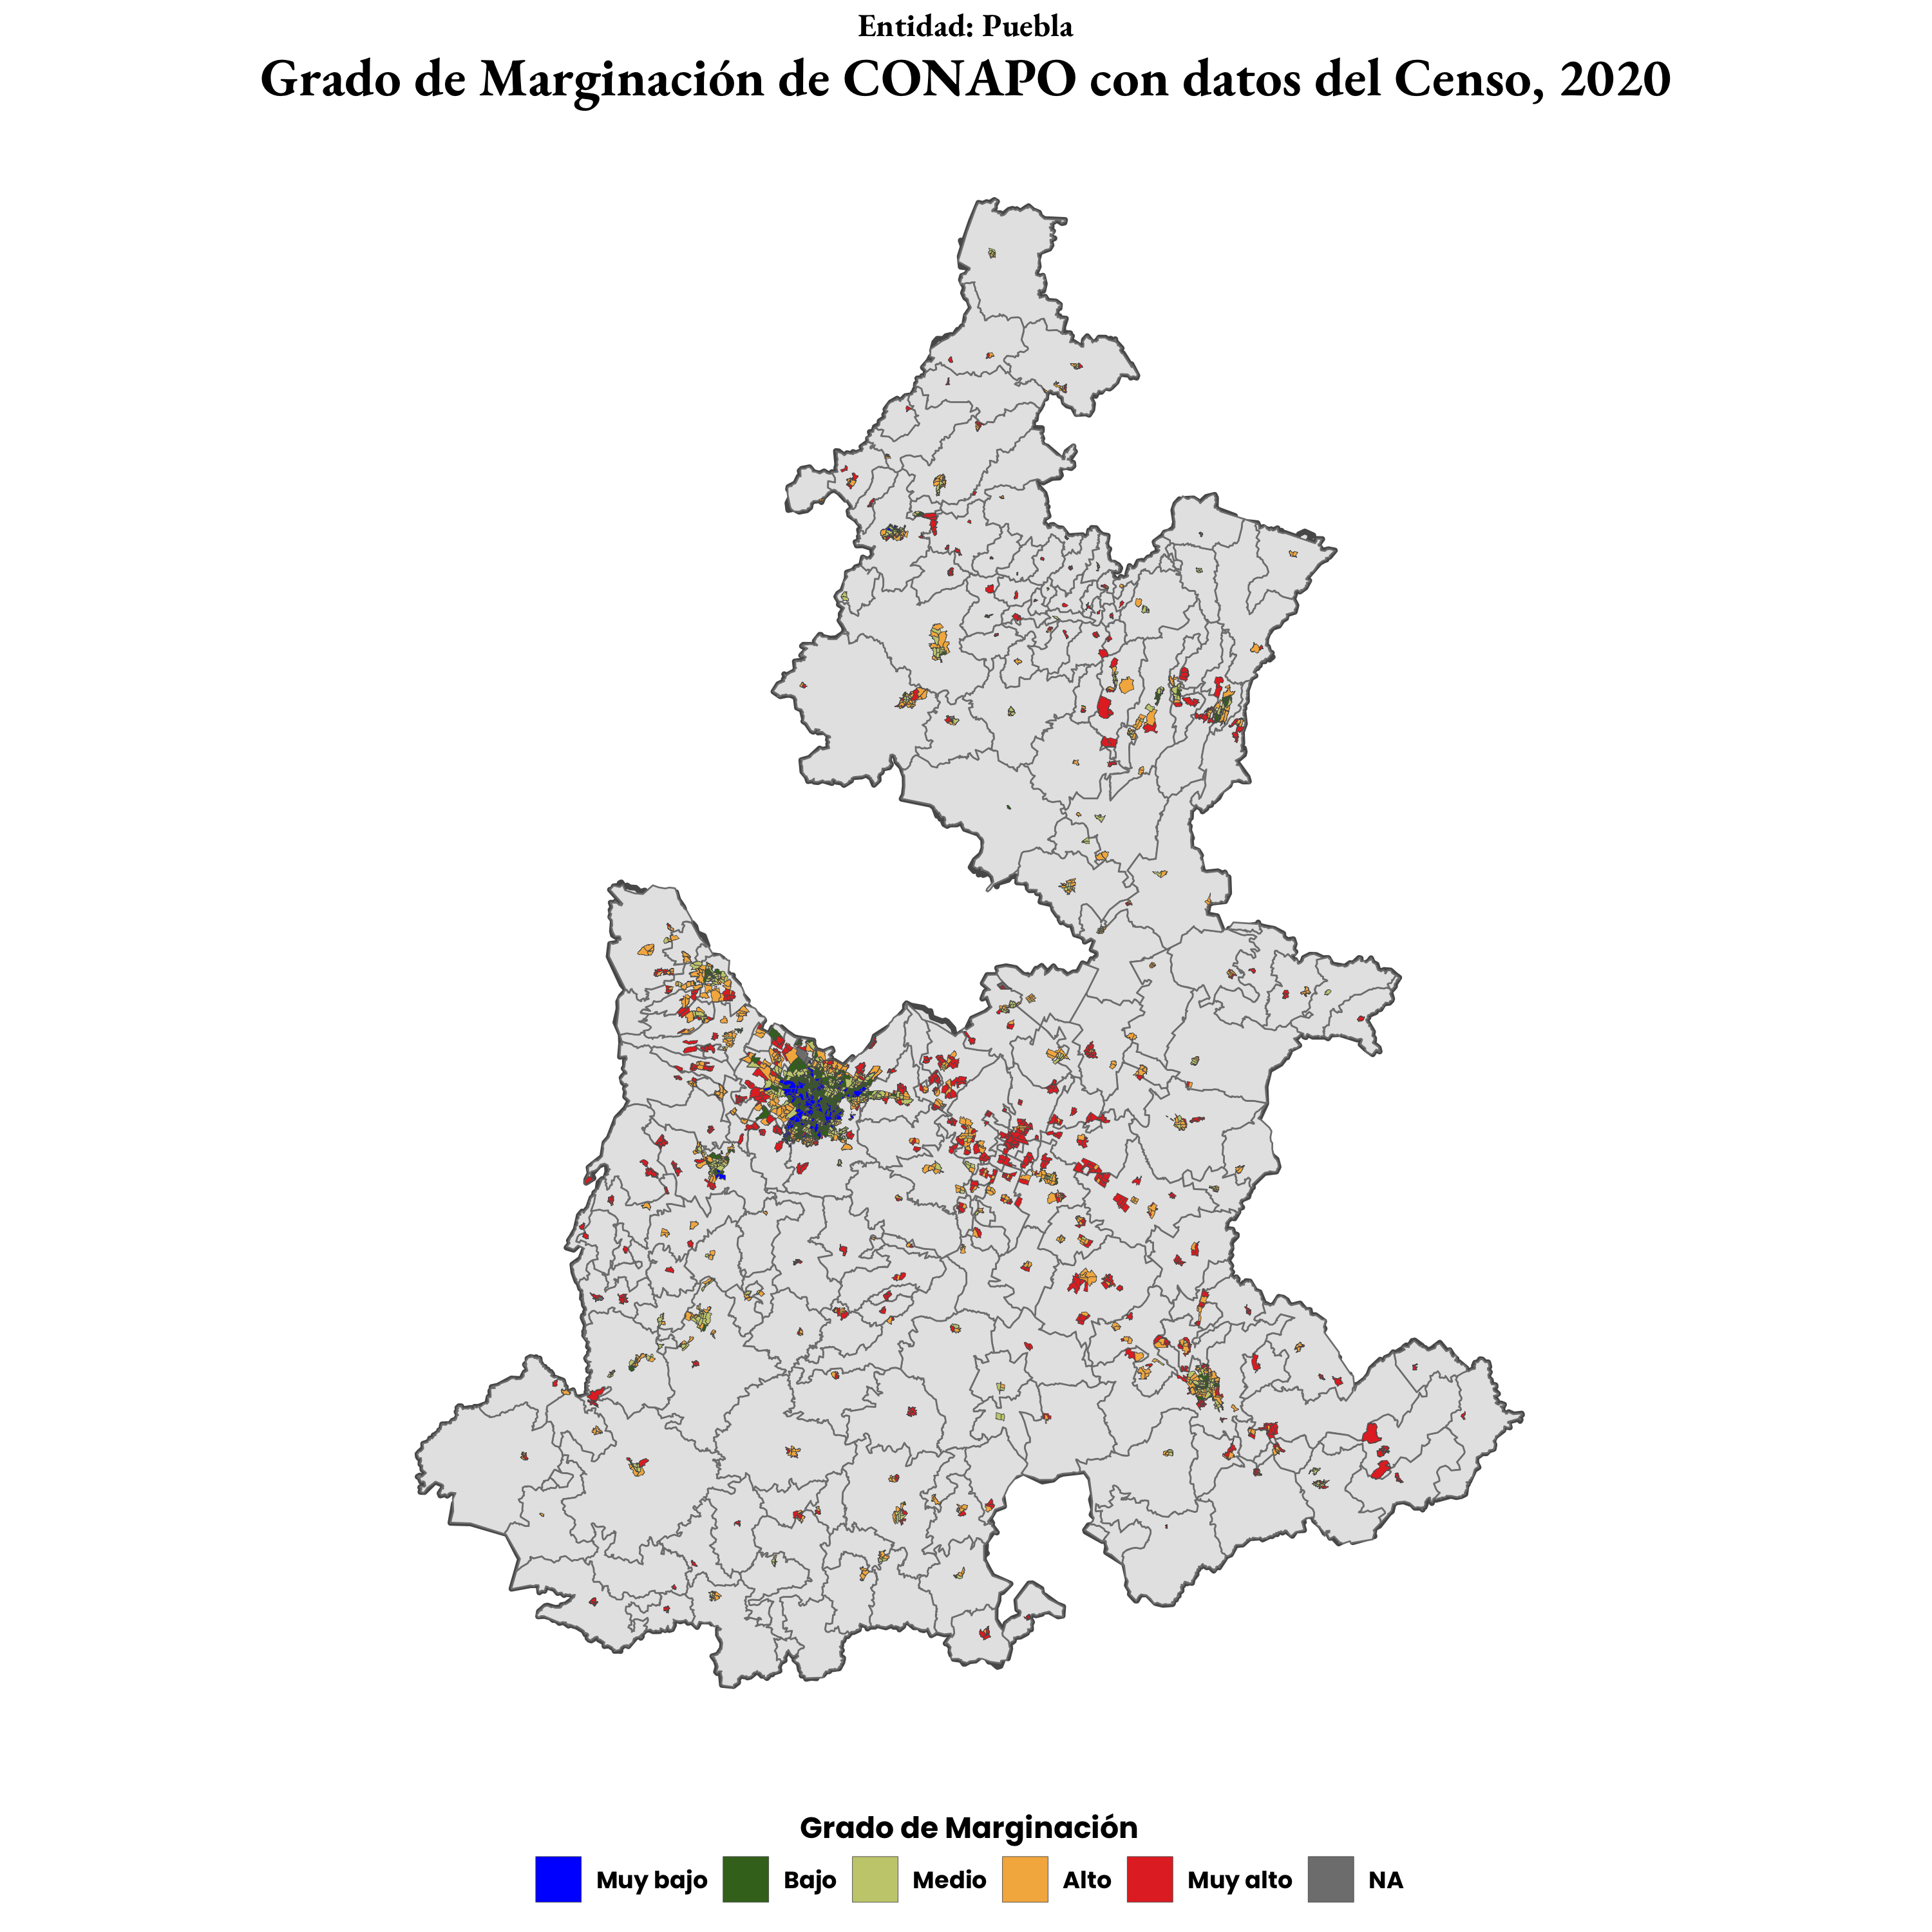 Entidad: Puebla
Grado de Marginación de CONAPO con datos del Censo, 2020
Grado de Marginación
Muy bajo Bajo Medio Alto Muy alto NA